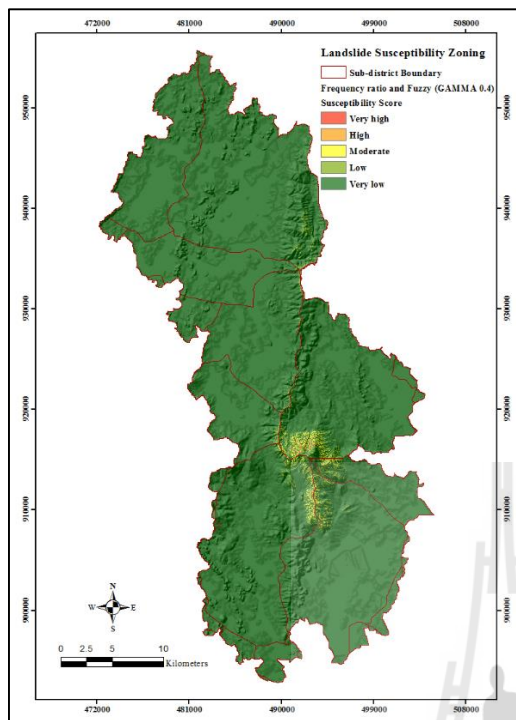 472000 481000 490000 499000 508000
Landslide Susceptibility Zoning
Sub-district Boundary
Frequency ratio and Fuzzy (GAMMA 0.4)
Susceptibility Score
Very high
High
Moderate
Low
Very low
950000 950000
940000 940000
930000 930000
920000 920000
910000 910000
900000 900000
N
W E
S
0 2.5 5 10
Kilometers
472000 481000 490000 499000 508000